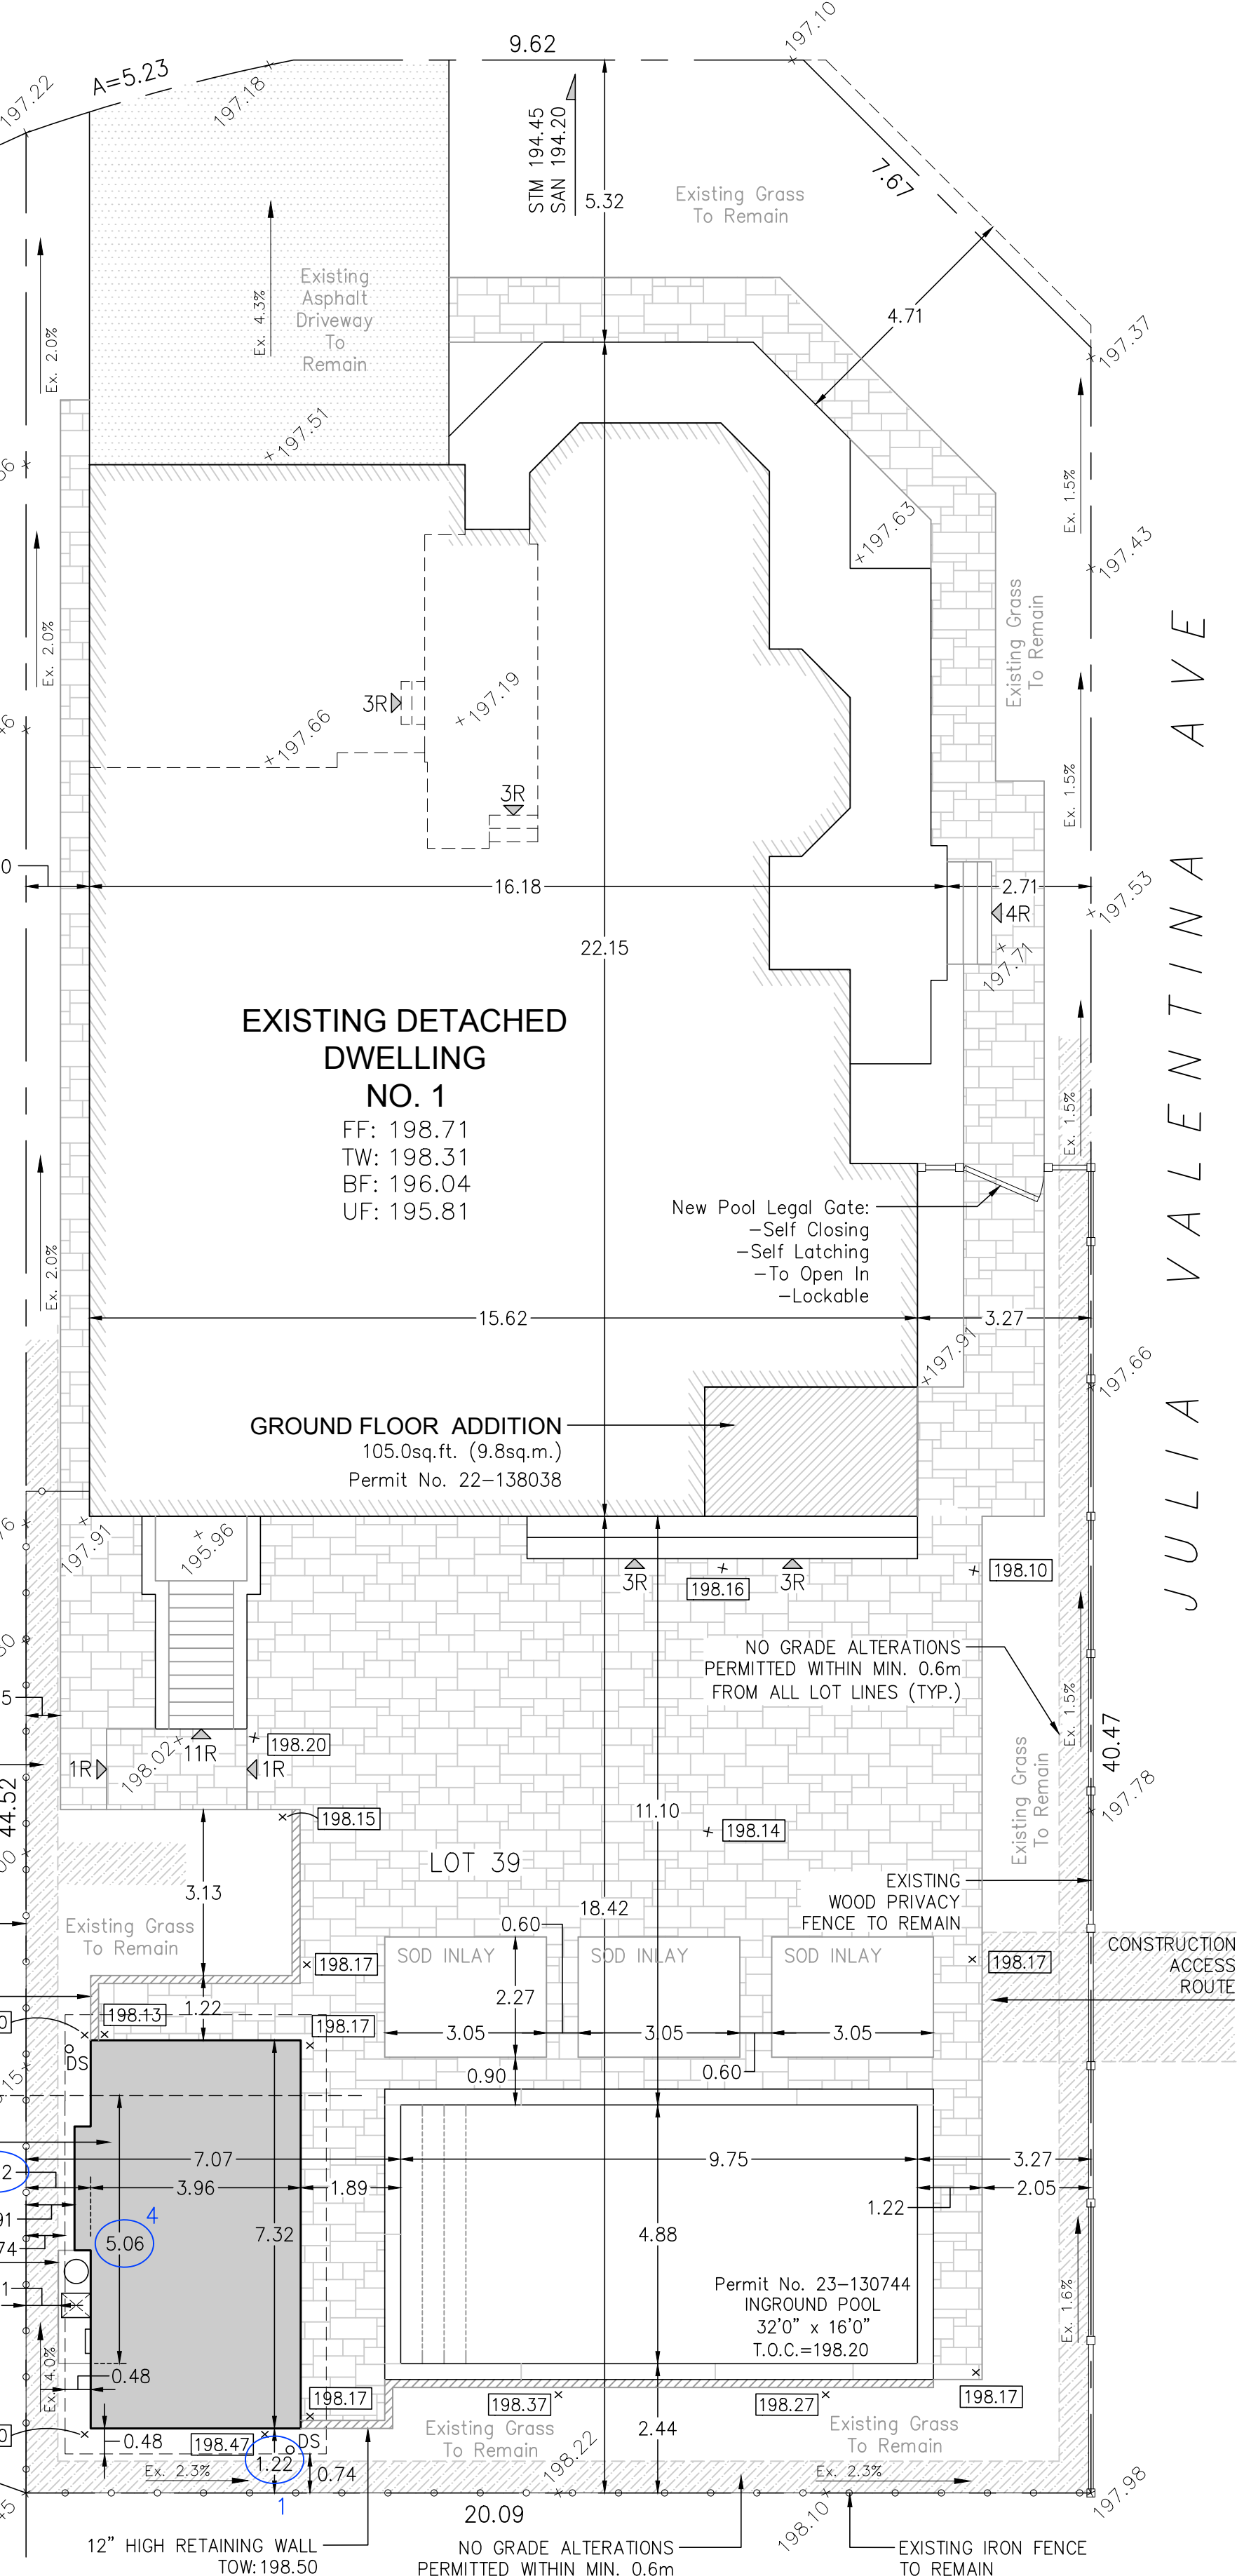 197.10
9.62
A=5.23
197.22
197.18
STM 194.45
SAN 194.20
5.32
Existing Grass
To Remain
7.67
Existing
Asphalt
Driveway
To
Remain
Ex. 4.3%
Ex. 2.0%
4.71
197.37
197.51
Ex. 1.5%
197.63
197.43
Ex. 2.0%
Existing Grass
To Remain
3R
197.19
197.66
3R
Ex. 1.5%
JULIA VALENTINA AVE
16.18
2.71
197.53
4R
22.15
197.71
EXISTING DETACHED
DWELLING
NO. 1
FF: 198.71
TW: 198.31
BF: 196.04
UF: 195.81
Ex. 1.5%
New Pool Legal Gate:
-Self Closing
-Self Latching
-To Open In
-Lockable
Ex. 2.0%
15.62
3.27
197.91
197.66
GROUND FLOOR ADDITION
105.0sq.ft. (9.8sq.m.)
Permit No. 22-138038
197.91
195.96
3R
198.16
3R
198.10
NO GRADE ALTERATIONS
PERMITTED WITHIN MIN. 0.6m
FROM ALL LOT LINES (TYP.)
Ex. 1.5%
40.47
198.02
11R
198.20
1R
1R
44.52
198.15
11.10
198.14
197.78
Existing Grass
To Remain
LOT 39
3.13
EXISTING
WOOD PRIVACY
FENCE TO REMAIN
18.42
0.60
Existing Grass
To Remain
SOD INLAY
SOD INLAY
SOD INLAY
198.17
198.17
CONSTRUCTION
ACCESS
ROUTE
2.27
198.13
1.22
198.17
3.05
3.05
3.05
DS
0.90
0.60
7.07
9.75
3.27
3.96
1.89
1.22
2.05
4
5.06
7.32
4.88
Permit No. 23-130744
INGROUND POOL
32'0" x 16'0"
T.O.C.=198.20
Ex. 1.6%
Ex. 4.0%
0.48
198.17
198.37
198.27
198.17
0.48
198.47
DS
Existing Grass
To Remain
2.44
Existing Grass
To Remain
1.22
0.74
198.22
Ex. 2.3%
Ex. 2.3%
1
20.09
198.10
197.98
12" HIGH RETAINING WALL
TOW:198.50
NO GRADE ALTERATIONS
PERMITTED WITHIN MIN. 0.6m
EXISTING IRON FENCE
TO REMAIN